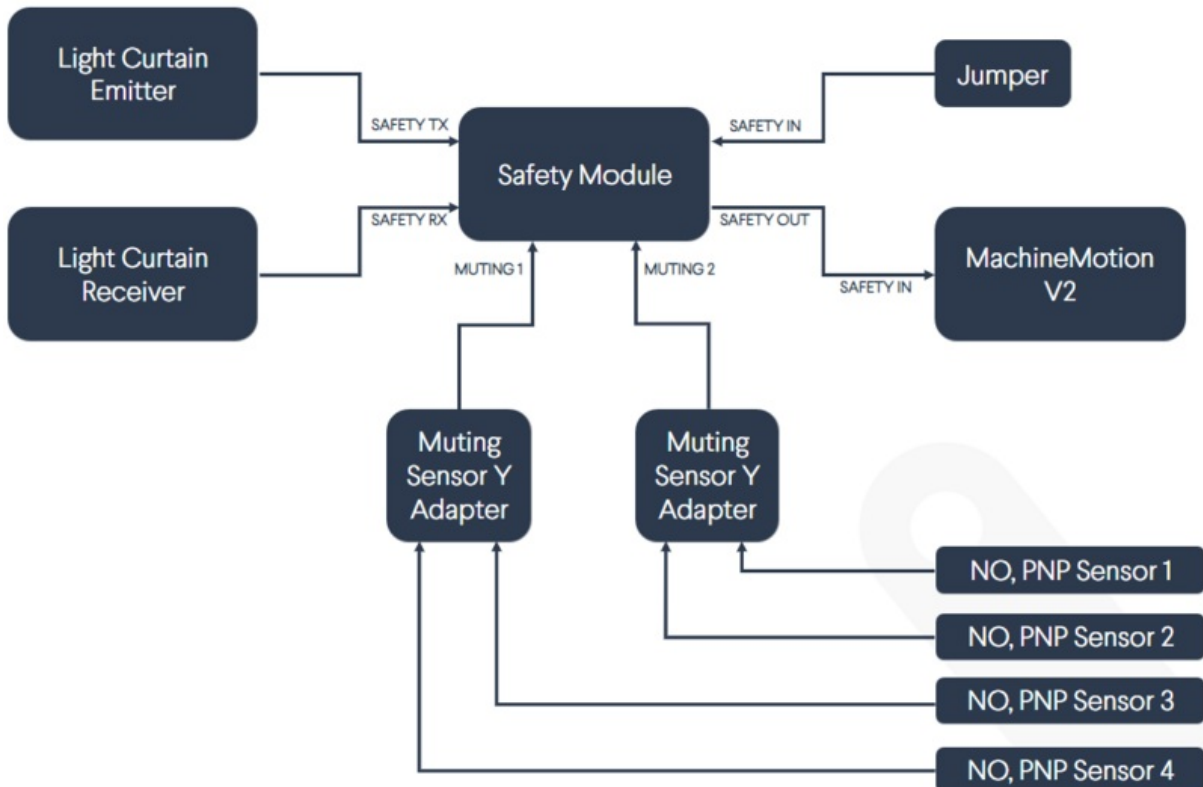 Light Curtain
Emitter
Jumper
SAFETY TX
SAFETY IN
Safety Module
Light Curtain
Receiver
SAFETY RX
SAFETY OUT
MachineMotion
V2
MUTING 1
MUTING 2
SAFETY IN
Muting
Sensor Y
Adapter
Muting
Sensor Y
Adapter
NO, PNP Sensor 1
NO, PNP Sensor 2
NO, PNP Sensor 3
NO, PNP Sensor 4